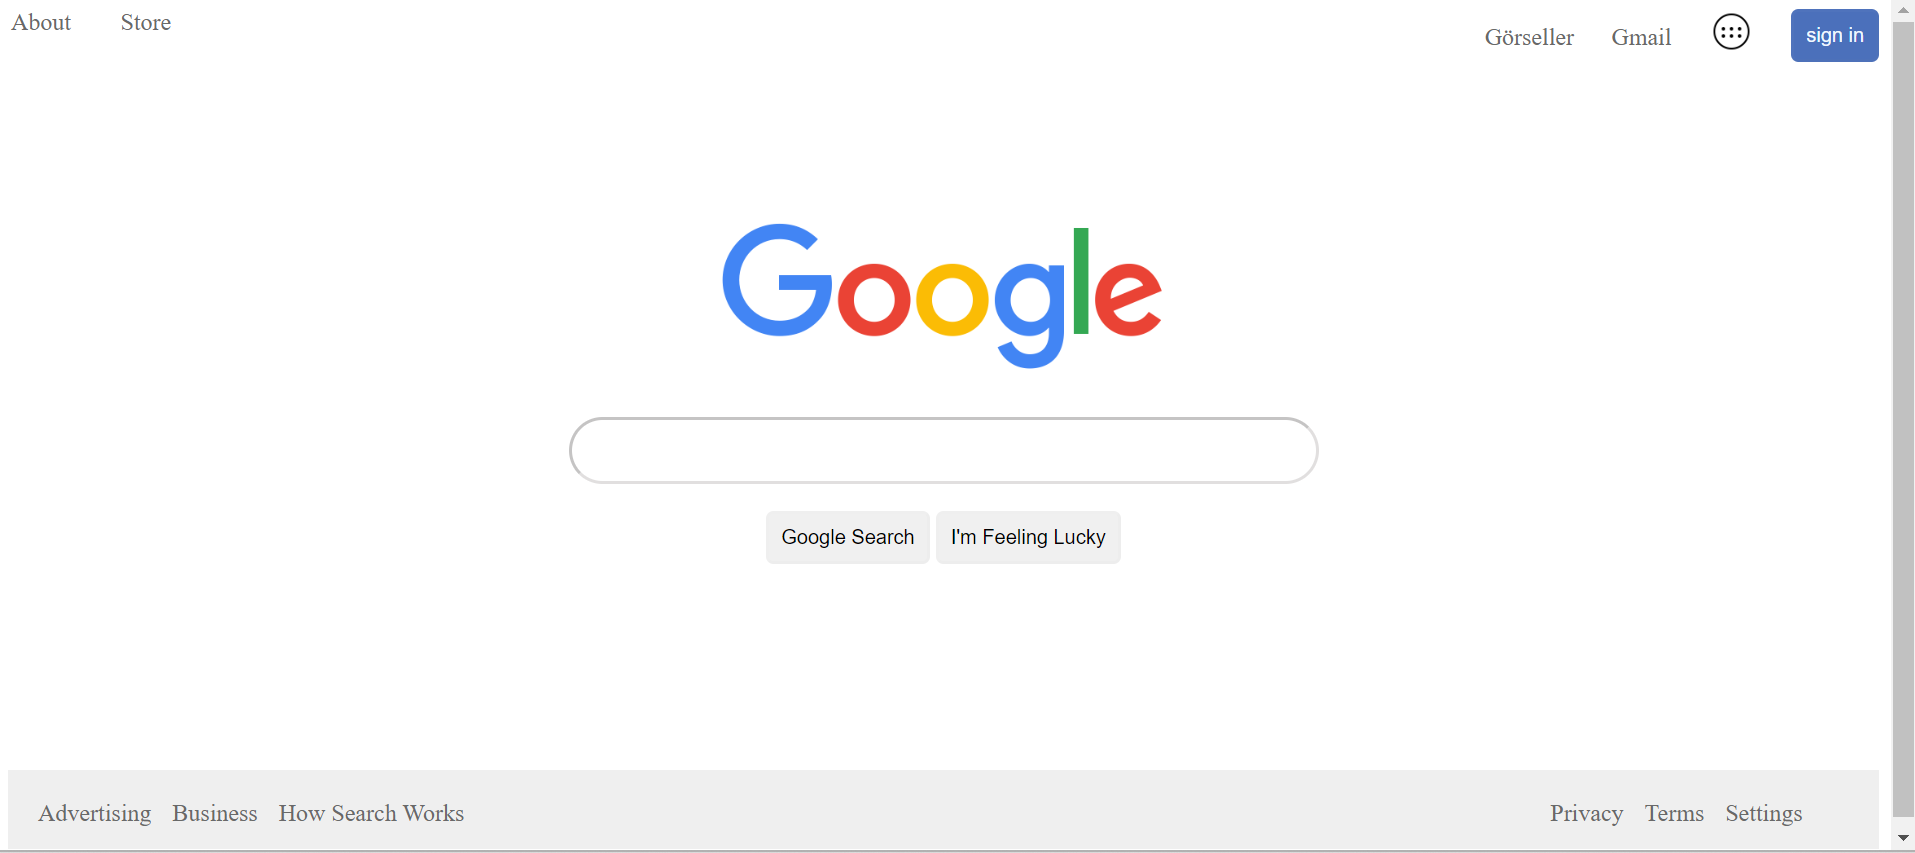 About Store Görseller Gmail sign in
Google
Google Search I'm Feeling Lucky
Advertising Business How Search Works Privacy Terms Settings